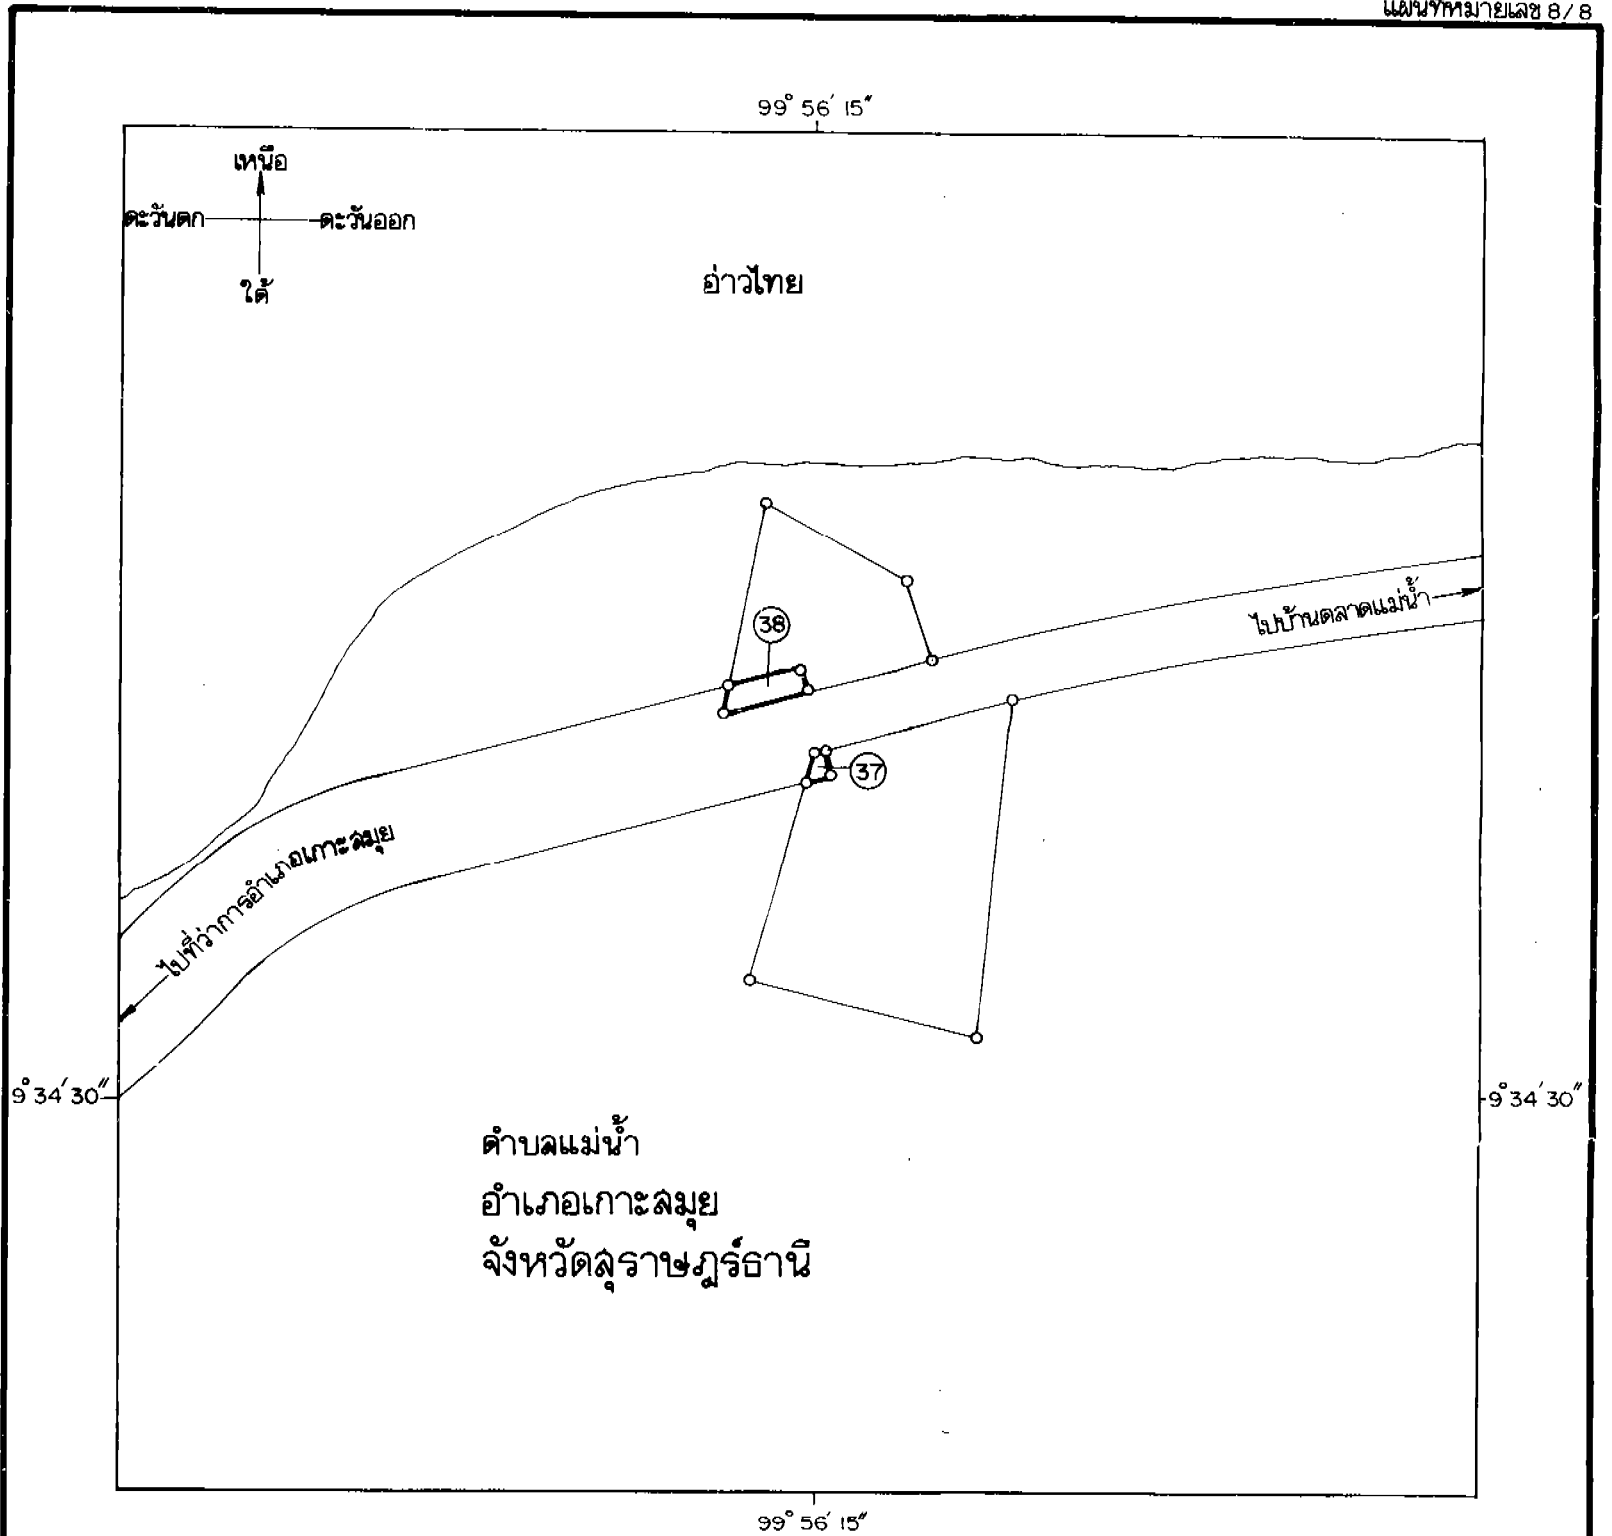 แผนที่หมายเลข 8/8
99° 56′ 15″
เหนือ
ตะวันตก
ตะวันออก
ใต้
อ่าวไทย
ไปบ้านตลาดแม่น้ำ
38
37
ไปที่ว่าการอำเภอเกาะสมุย
9° 34′ 30″
9° 34′ 30″
ตำบลแม่น้ำ
อำเภอเกาะสมุย
จังหวัดสุราษฎร์ธานี
99° 56′ 15″